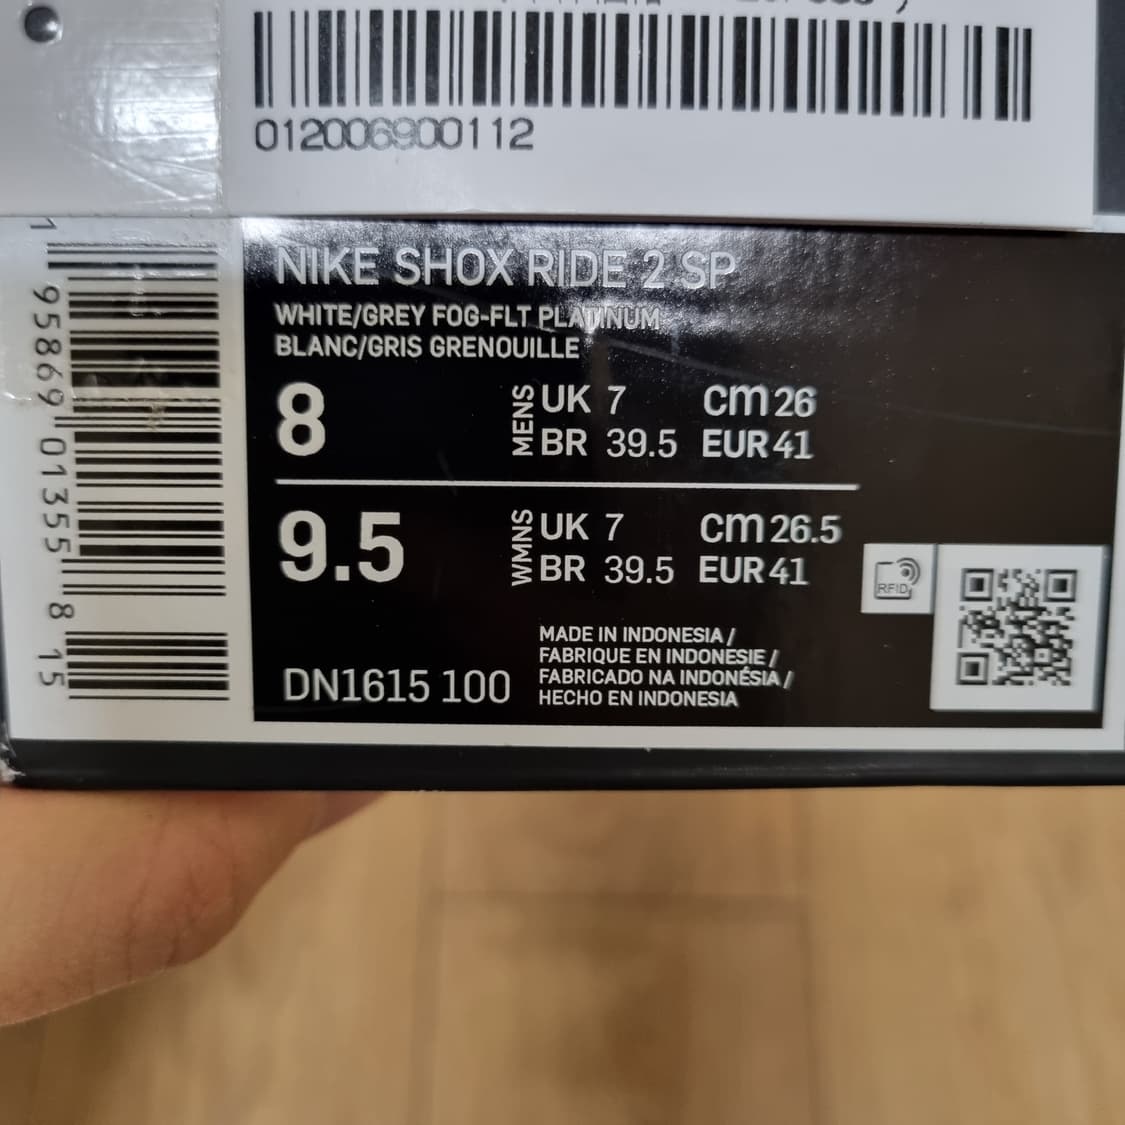 012006900112
NIKE SHOX RIDE 2 SP
WHITE/GREY FOG-FLT PLATINUM
BLANC/GRIS GRENOUILLE
8 MENS UK 7 CM 26
BR 39.5 EUR 41
9.5 WMNS UK 7 CM 26.5
BR 39.5 EUR 41
RFID
MADE IN INDONESIA /
FABRIQUE EN INDONESIE /
FABRICADO NA INDONÉSIA /
HECHO EN INDONESIA
DN1615 100
1 95869 01355 8 15